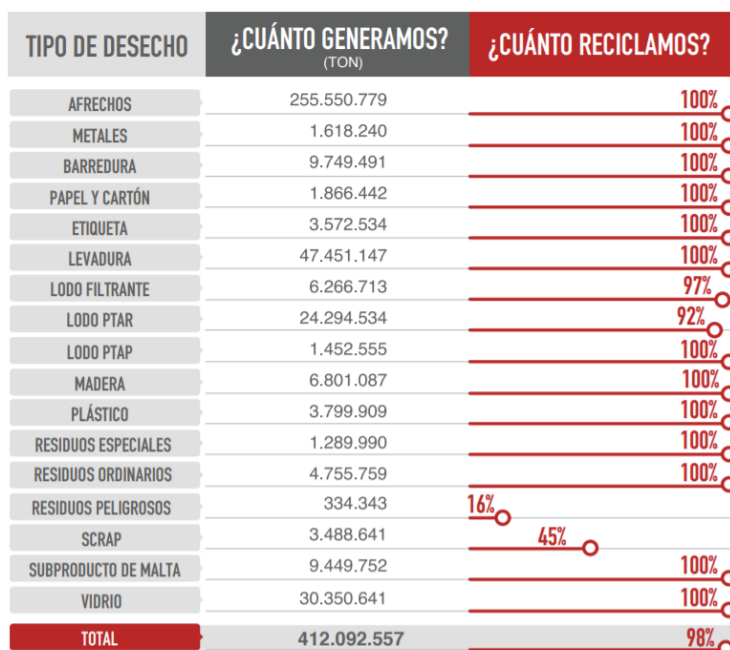 TIPO DE DESECHO ¿CUÁNTO GENERAMOS? (TON) ¿CUÁNTO RECICLAMOS?
AFRECHOS 255.550.779 100%
METALES 1.618.240 100%
BARREDURA 9.749.491 100%
PAPEL Y CARTÓN 1.866.442 100%
ETIQUETA 3.572.534 100%
LEVADURA 47.451.147 100%
LODO FILTRANTE 6.266.713 97%
LODO PTAR 24.294.534 92%
LODO PTAP 1.452.555 100%
MADERA 6.801.087 100%
PLÁSTICO 3.799.909 100%
RESIDUOS ESPECIALES 1.289.990 100%
RESIDUOS ORDINARIOS 4.755.759 100%
RESIDUOS PELIGROSOS 334.343 16%
SCRAP 3.488.641 45%
SUBPRODUCTO DE MALTA 9.449.752 100%
VIDRIO 30.350.641 100%
TOTAL 412.092.557 98%